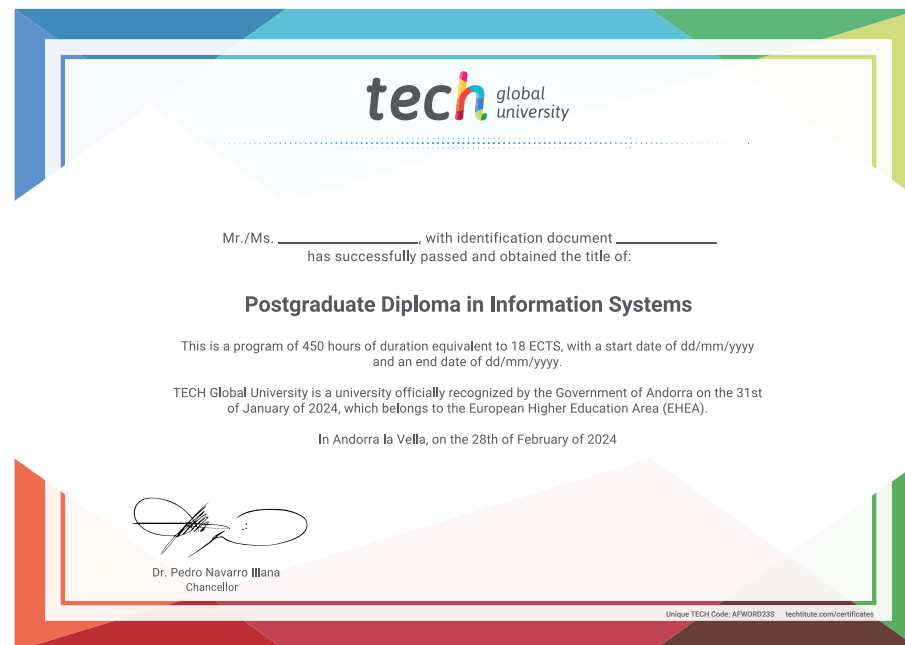 tech global university
Mr./Ms. ____________, with identification document ____________
has successfully passed and obtained the title of:
Postgraduate Diploma in Information Systems
This is a program of 450 hours of duration equivalent to 18 ECTS, with a start date of dd/mm/yyyy
and an end date of dd/mm/yyyy.
TECH Global University is a university officially recognized by the Government of Andorra on the 31st
of January of 2024, which belongs to the European Higher Education Area (EHEA).
In Andorra la Vella, on the 28th of February of 2024
Dr. Pedro Navarro Illana
Chancellor
Unique TECH Code: AFWORD23S techtitute.com/certificates